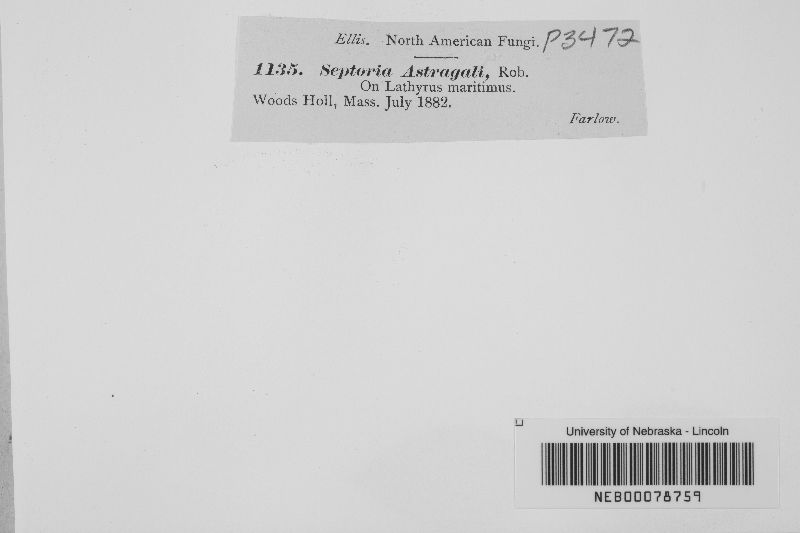 Ellis. North American Fungi. P3472
1135. Septoria Astragali, Rob.
On Lathyrus maritimus.
Woods Holl, Mass. July 1882.
Farlow.
University of Nebraska - Lincoln
NEB00078759